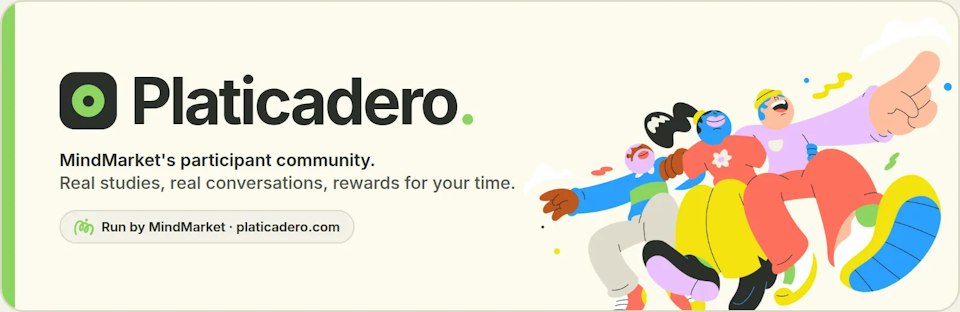 Platicadero.
MindMarket's participant community.
Real studies, real conversations, rewards for your time.
Run by MindMarket · platicadero.com